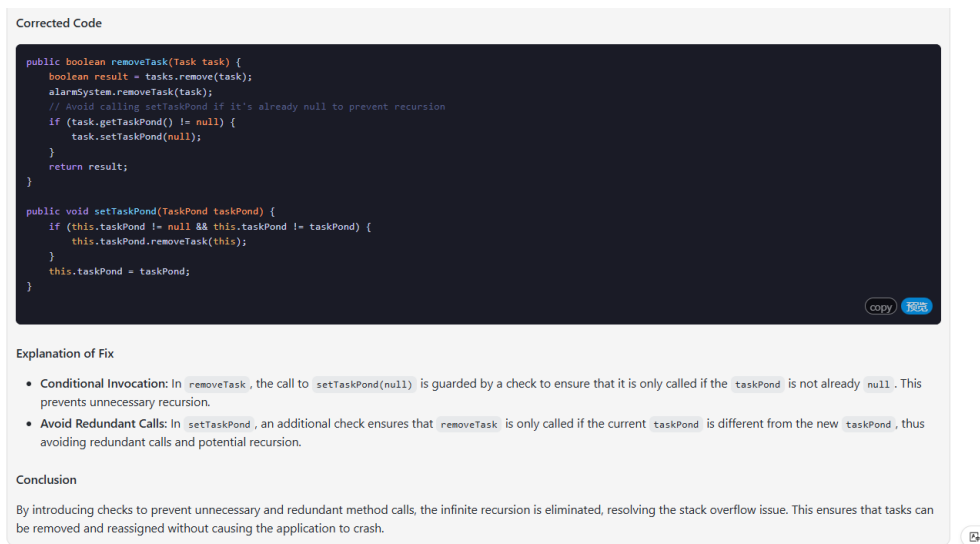 Corrected Code
public boolean removeTask(Task task) {
    boolean result = tasks.remove(task);
    alarmSystem.removeTask(task);
    // Avoid calling setTaskPond if it's already null to prevent recursion
    if (task.getTaskPond() != null) {
        task.setTaskPond(null);
    }
    return result;
}
public void setTaskPond(TaskPond taskPond) {
    if (this.taskPond != null && this.taskPond != taskPond) {
        this.taskPond.removeTask(this);
    }
    this.taskPond = taskPond;
}
copy 预览
Explanation of Fix
• Conditional Invocation: In removeTask , the call to setTaskPond(null) is guarded by a check to ensure that it is only called if the taskPond is not already null . This
prevents unnecessary recursion.
• Avoid Redundant Calls: In setTaskPond , an additional check ensures that removeTask is only called if the current taskPond is different from the new taskPond , thus
avoiding redundant calls and potential recursion.
Conclusion
By introducing checks to prevent unnecessary and redundant method calls, the infinite recursion is eliminated, resolving the stack overflow issue. This ensures that tasks can
be removed and reassigned without causing the application to crash.